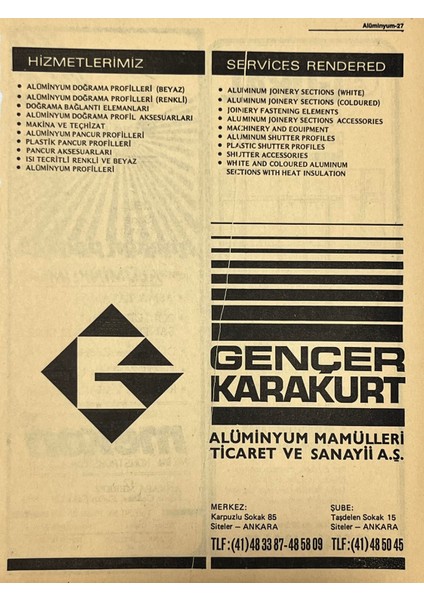 Alüminyum-27
HİZMETLERİMİZ
● ALÜMİNYUM DOĞRAMA PROFİLLERİ (BEYAZ)
● ALÜMİNYUM DOĞRAMA PROFİLLERİ (RENKLİ)
● DOĞRAMA BAĞLANTI ELEMANLARI
● ALÜMİNYUM DOĞRAMA PROFİL AKSESUARLARI
● MAKİNA VE TEÇHİZAT
● ALÜMİNYUM PANCUR PROFİLLERİ
● PLASTİK PANCUR PROFİLLERİ
● PANCUR AKSESUARLARI
● ISI TECRİTLİ RENKLİ VE BEYAZ
● ALÜMİNYUM PROFİLLERİ
SERVİCES RENDERED
● ALUMINUM JOINERY SECTIONS (WHITE)
● ALUMINUM JOINERY SECTIONS (COLOURED)
● JOINERY FASTENING ELEMENTS
● ALUMINUM JOINERY SECTIONS ACCESSORIES
● MACHINERY AND EQUIPMENT
● ALUMINUM SHUTTER PROFILES
● PLASTIC SHUTTER PROFILES
● SHUTTER ACCESSORIES
● WHITE AND COLOURED ALUMINUM
SECTIONS WITH HEAT INSULATION
GENÇER
KARAKURT
ALÜMİNYUM MAMÜLLERİ
TİCARET VE SANAYİİ A.Ş.
MERKEZ:
Karpuzlu Sokak 85
Siteler – ANKARA
TLF: (41) 48 33 87-48 58 09
ŞUBE:
Taşdelen Sokak 15
Siteler – ANKARA
TLF: (41) 48 50 45